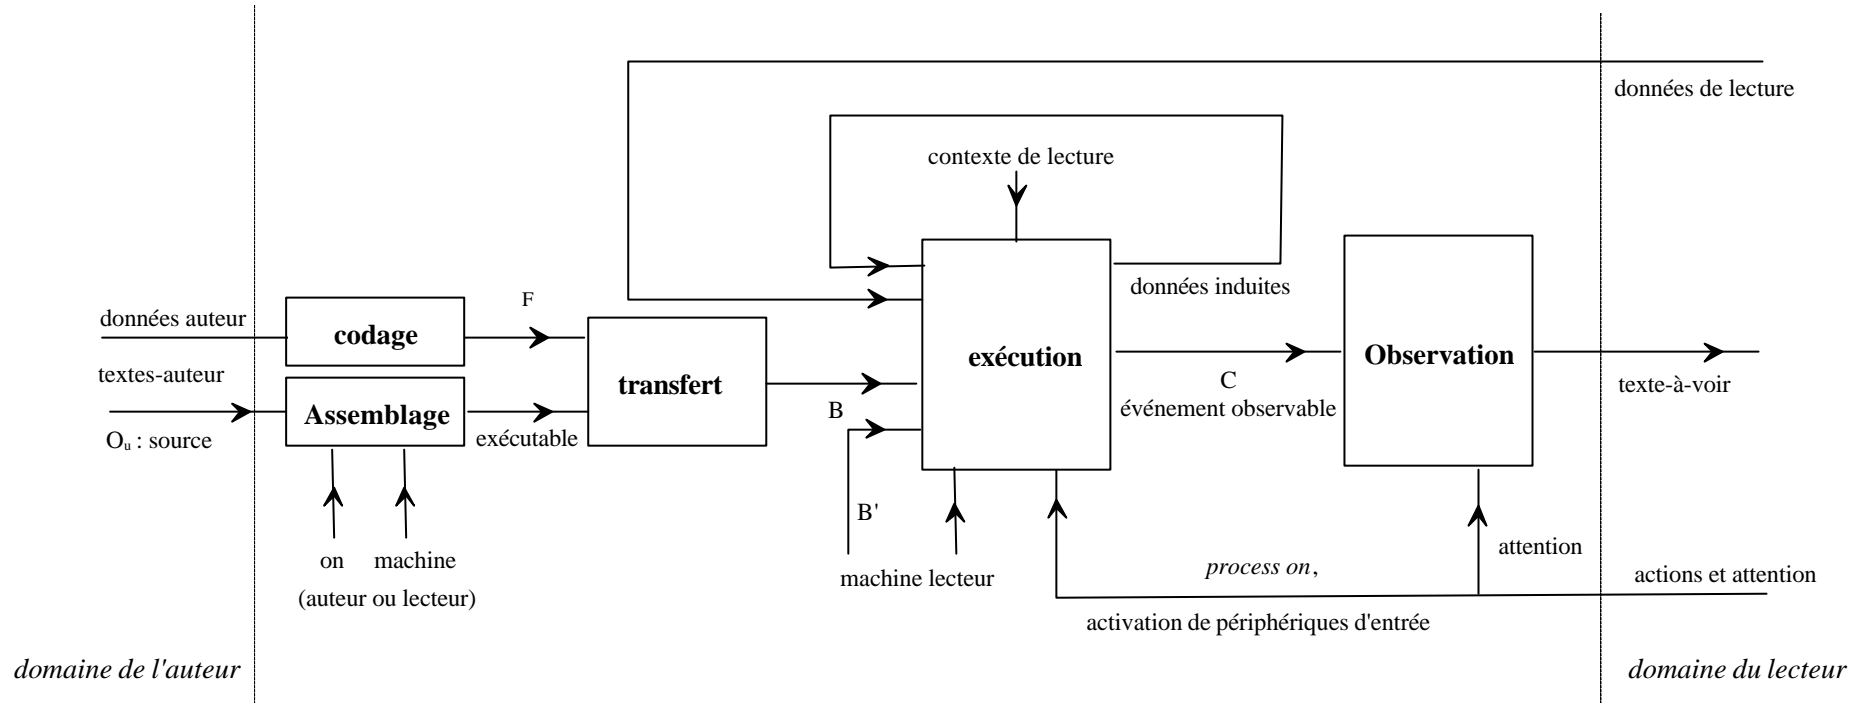 données de lecture
contexte de lecture
données induites
F
données auteur
codage
exécution
Observation
textes-auteur
transfert
C
texte-à-voir
Assemblage
B
événement observable
Oᵤ : source
exécutable
B'
on machine
(auteur ou lecteur)
machine lecteur
process on,
attention
actions et attention
activation de périphériques d'entrée
domaine de l'auteur
domaine du lecteur